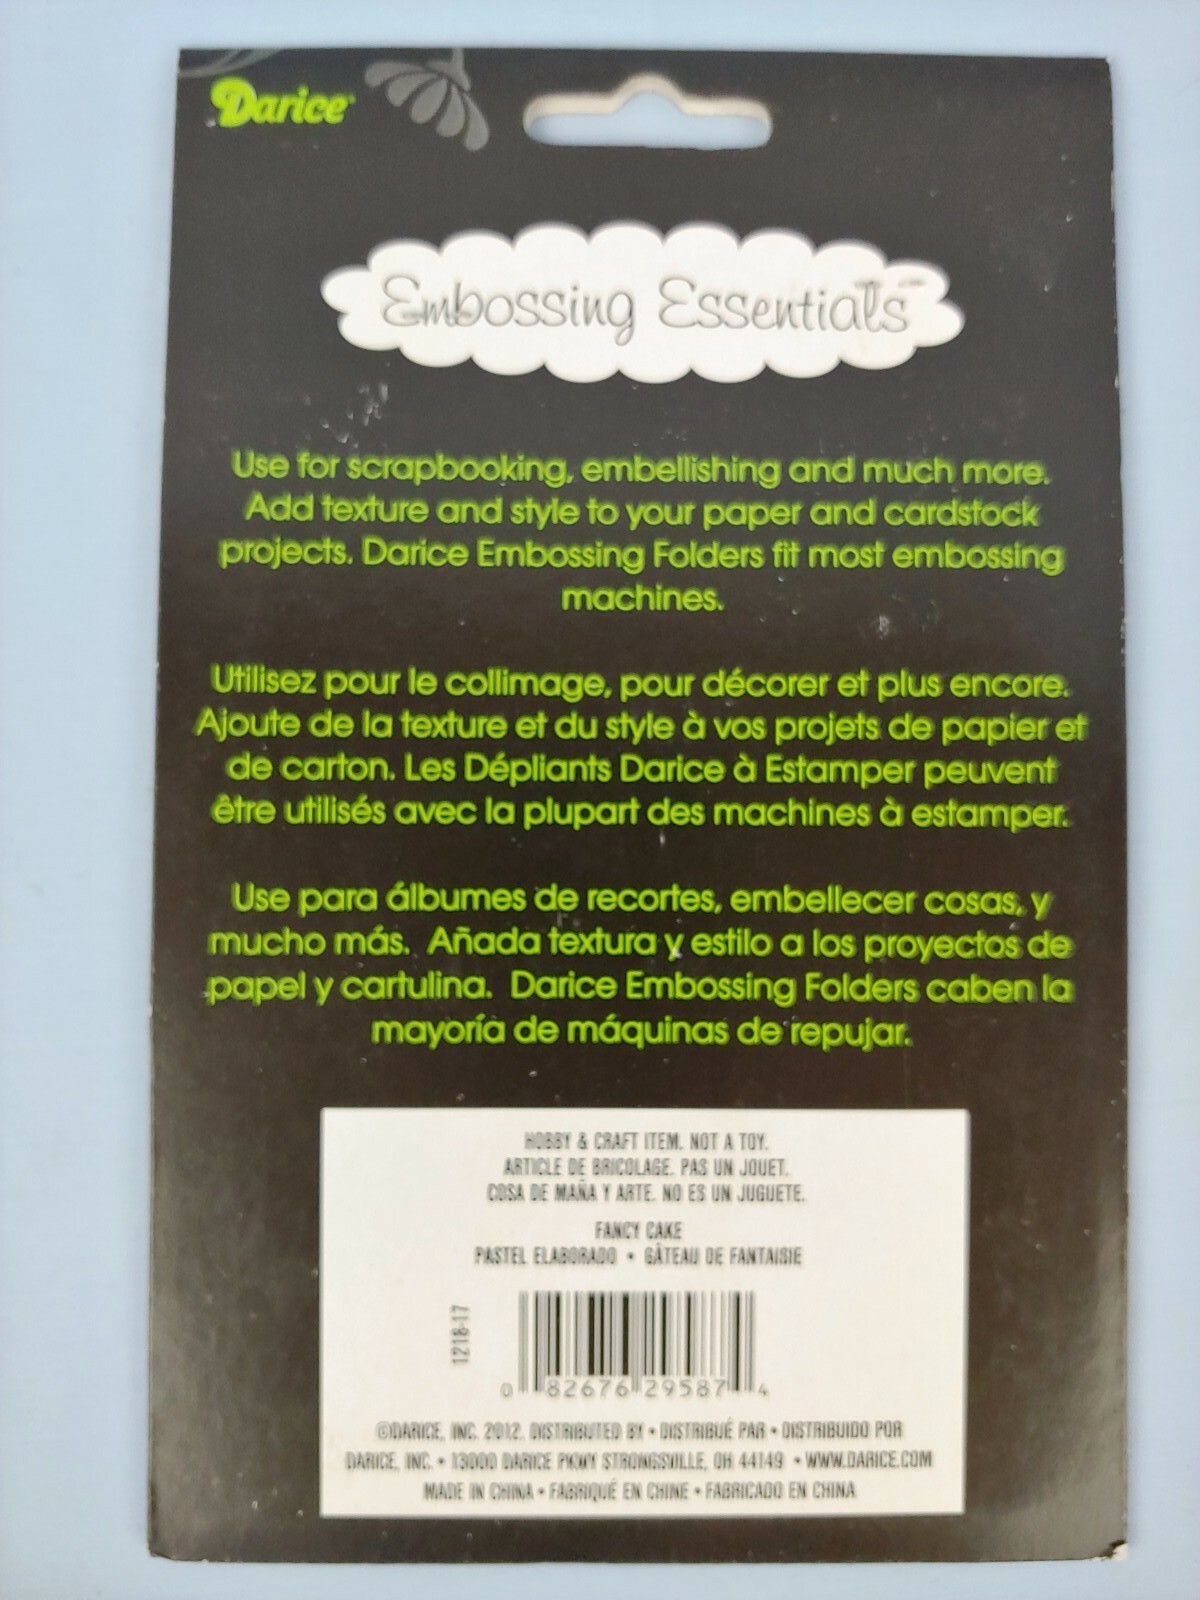 Darice
Embossing Essentials™
Use for scrapbooking, embellishing and much more.
Add texture and style to your paper and cardstock
projects. Darice Embossing Folders fit most embossing
machines.
Utilisez pour le collimage, pour décorer et plus encore.
Ajoute de la texture et du style à vos projets de papier et
de carton. Les Dépliants Darice à Estamper peuvent
être utilisés avec la plupart des machines à estamper.
Use para álbumes de recortes, embellecer cosas, y
mucho más. Añada textura y estilo a los proyectos de
papel y cartulina. Darice Embossing Folders caben la
mayoría de máquinas de repujar.
HOBBY & CRAFT ITEM. NOT A TOY.
ARTICLE DE BRICOLAGE. PAS UN JOUET.
COSA DE MAÑA Y ARTE. NO ES UN JUGUETE.
FANCY CAKE
PASTEL ELABORADO • GÂTEAU DE FANTAISIE
1218-17
0 82676 29587 4
©DARICE, INC. 2012. DISTRIBUTED BY • DISTRIBUÉ PAR • DISTRIBUIDO POR
DARICE, INC. • 13000 DARICE PKWY STRONGSVILLE, OH 44149 • WWW.DARICE.COM
MADE IN CHINA • FABRIQUÉ EN CHINE • FABRICADO EN CHINA